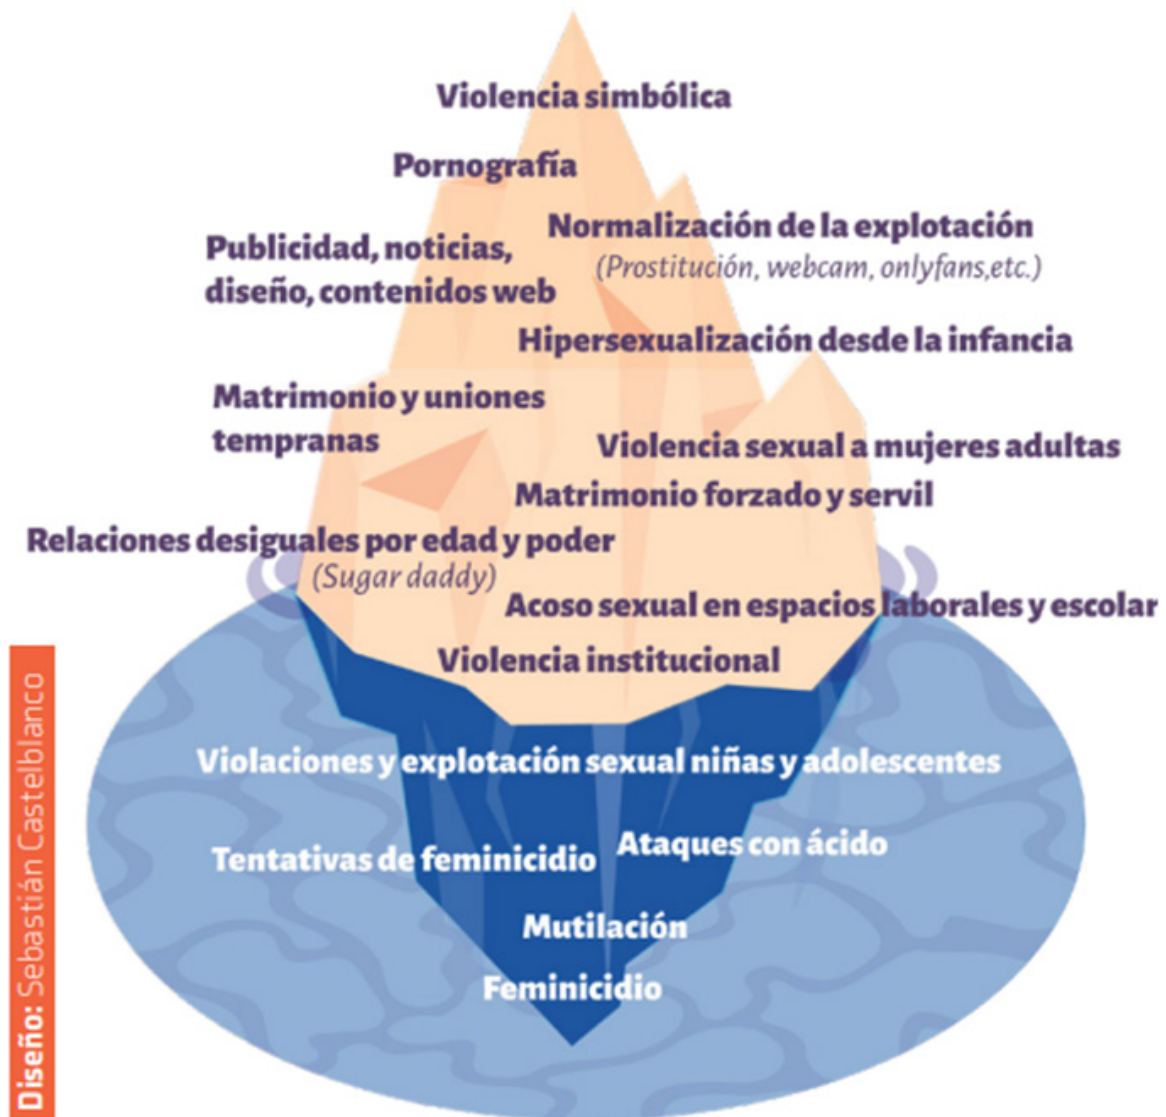 Violencia simbólica
Pornografía
Normalización de la explotación
(Prostitución, webcam, onlyfans,etc.)
Publicidad, noticias,
diseño, contenidos web
Hipersexualización desde la infancia
Matrimonio y uniones
tempranas
Violencia sexual a mujeres adultas
Matrimonio forzado y servil
Relaciones desiguales por edad y poder
(Sugar daddy)
Acoso sexual en espacios laborales y escolar
Violencia institucional
Violaciones y explotación sexual niñas y adolescentes
Tentativas de feminicidio
Ataques con ácido
Mutilación
Feminicidio
Diseño: Sebastián Castelblanco